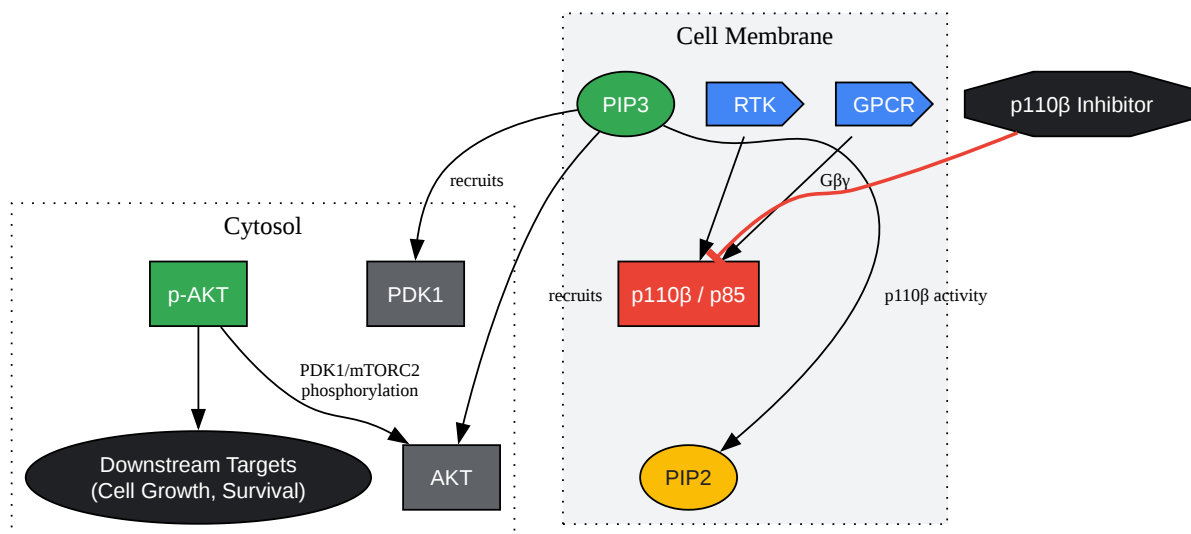 Cell Membrane
PIP3
RTK
GPCR
p110β Inhibitor
recruits
Gβγ
Cytosol
p-AKT
PDK1
recruits
p110β / p85
p110β activity
PDK1/mTORC2
phosphorylation
Downstream Targets
(Cell Growth, Survival)
AKT
PIP2